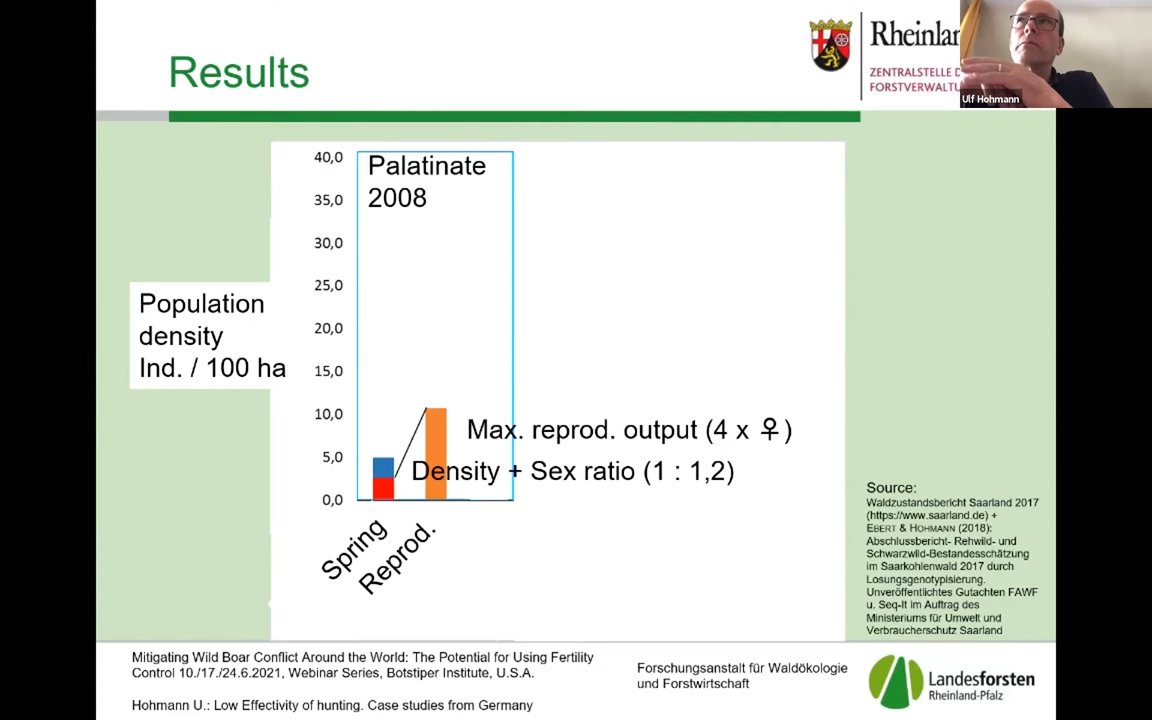 Results
Rheinlan
ZENTRALSTELLE D
FORSTVERWALTU
Ulf Hohmann
40,0
35,0
30,0
25,0
20,0
15,0
10,0
5,0
0,0
Palatinate
2008
Population
density
Ind. / 100 ha
Max. reprod. output (4 x ♀)
Density + Sex ratio (1 : 1,2)
Spring
Reprod.
Source:
Waldzustandsbericht Saarland 2017
(https://www.saarland.de) +
EBERT & HOHMANN (2018):
Abschlussbericht- Rehwild- und
Schwarzwild-Bestandesschätzung
im Saarkohlenwald 2017 durch
Losungsgenotypisierung.
Unveröffentlichtes Gutachten FAWF
u. Seq-It im Auftrag des
Ministeriums für Umwelt und
Verbraucherschutz Saarland
Mitigating Wild Boar Conflict Around the World: The Potential for Using Fertility
Control 10./17./24.6.2021, Webinar Series, Botstiper Institute, U.S.A.
Hohmann U.: Low Effectivity of hunting. Case studies from Germany
Forschungsanstalt für Waldökologie
und Forstwirtschaft
Landesforsten
Rheinland-Pfalz